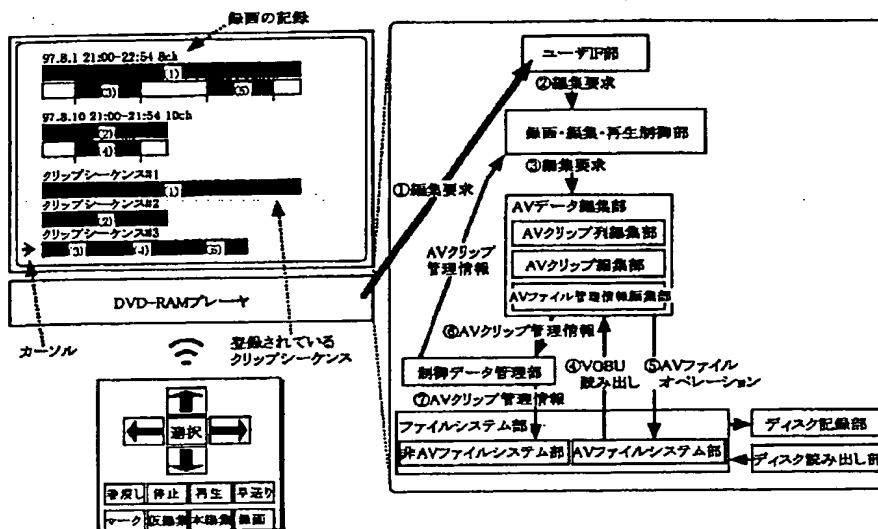 録画の記録
97.8.1 21:00-22:54 8ch
(1)
(3) (5)
97.8.10 21:00-21:54 10ch
(2)
(4)
クリップシーケンス#1
(1)
クリップシーケンス#2
(2)
クリップシーケンス#3
(3) (4) (5)
DVD-RAMプレーヤ
カーソル
登録されている
クリップシーケンス
選択
巻戻し 停止 再生 早送り
マーク 仮編集 本編集 録画
ユーザIF部
②編集要求
録画・編集・再生制御部
①編集要求
③編集要求
AVデータ編集部
AVクリップ列編集部
AVクリップ編集部
AVファイル管理情報編集部
AVクリップ
管理情報
⑥AVクリップ管理情報
制御データ管理部
④VOBU
読み出し
⑤AVファイル
オペレーション
⑦AVクリップ管理情報
ファイルシステム部
非AVファイルシステム部
AVファイルシステム部
ディスク記録部
ディスク読み出し部